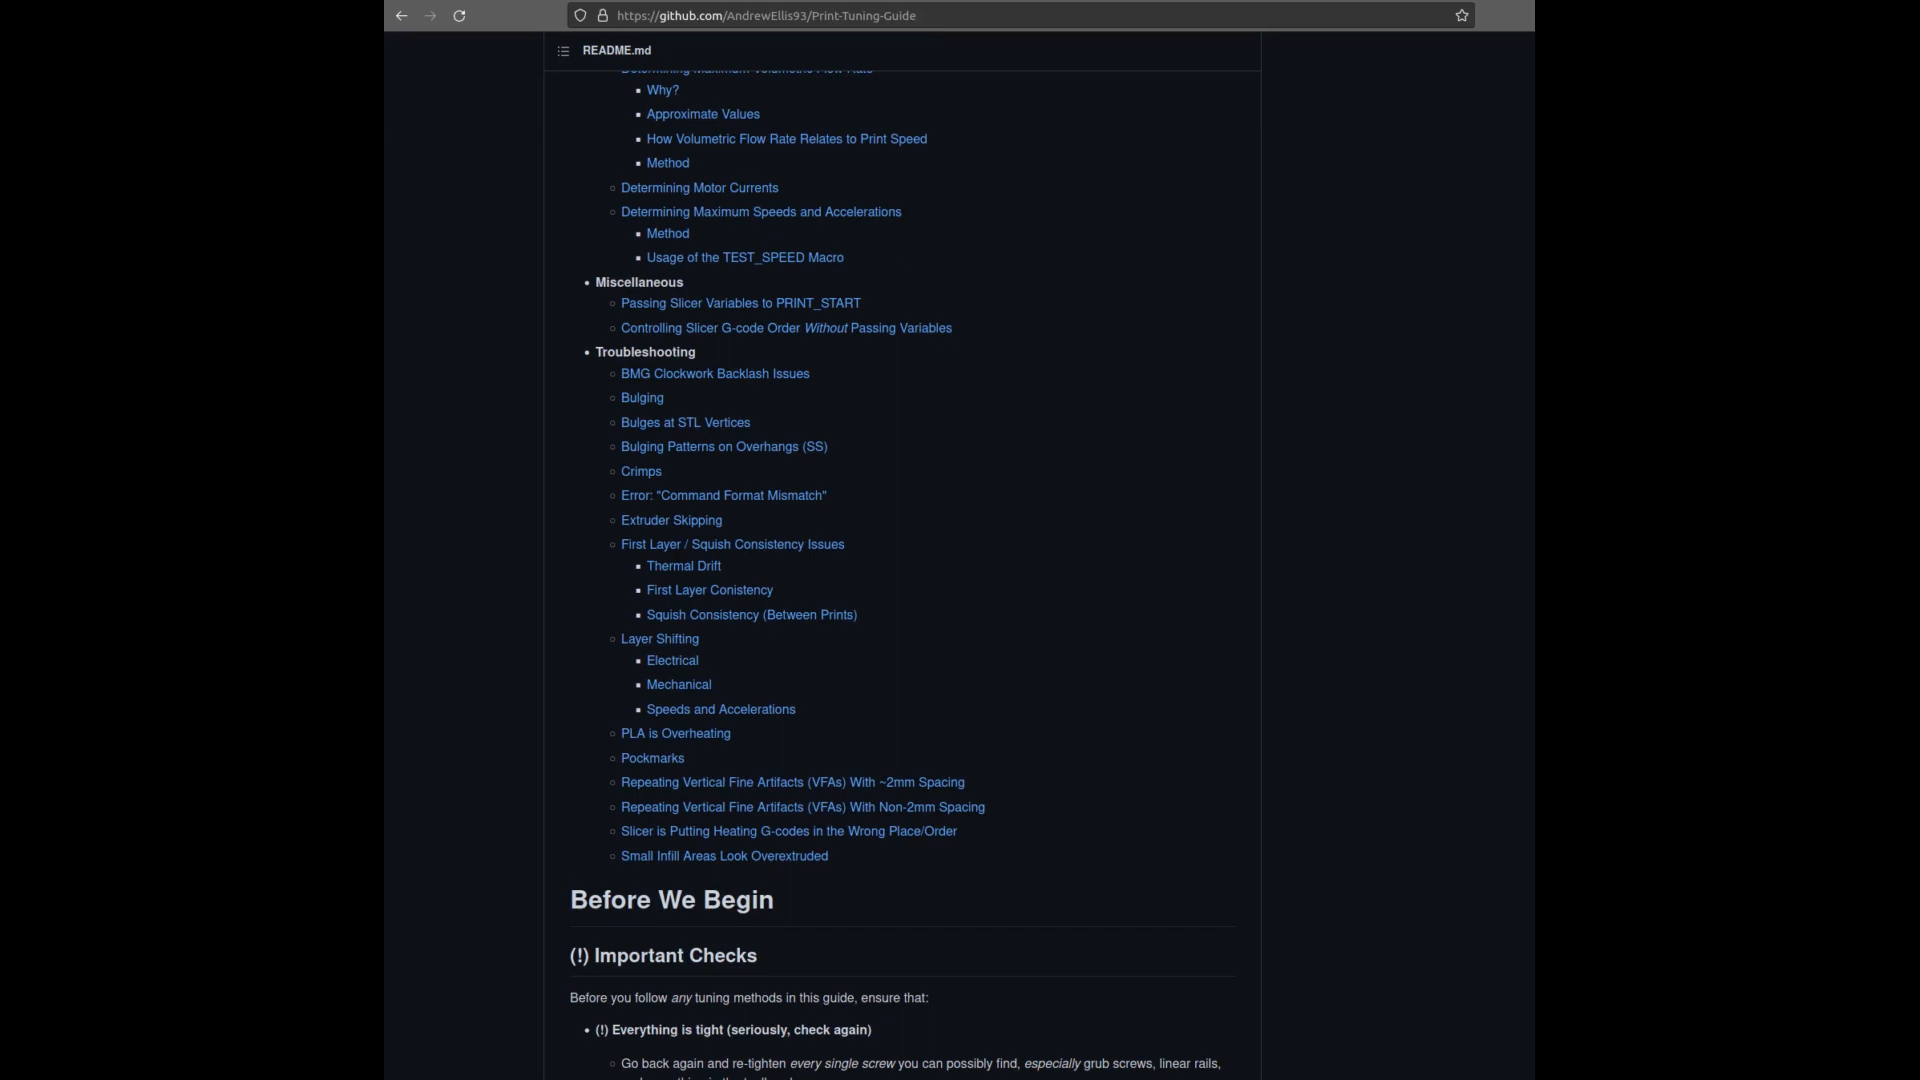 https://github.com/AndrewEllis93/Print-Tuning-Guide
README.md
Determining Maximum Volumetric Flow Rate
Why?
Approximate Values
How Volumetric Flow Rate Relates to Print Speed
Method
Determining Motor Currents
Determining Maximum Speeds and Accelerations
Method
Usage of the TEST_SPEED Macro
Miscellaneous
Passing Slicer Variables to PRINT_START
Controlling Slicer G-code Order Without Passing Variables
Troubleshooting
BMG Clockwork Backlash Issues
Bulging
Bulges at STL Vertices
Bulging Patterns on Overhangs (SS)
Crimps
Error: "Command Format Mismatch"
Extruder Skipping
First Layer / Squish Consistency Issues
Thermal Drift
First Layer Conistency
Squish Consistency (Between Prints)
Layer Shifting
Electrical
Mechanical
Speeds and Accelerations
PLA is Overheating
Pockmarks
Repeating Vertical Fine Artifacts (VFAs) With ~2mm Spacing
Repeating Vertical Fine Artifacts (VFAs) With Non-2mm Spacing
Slicer is Putting Heating G-codes in the Wrong Place/Order
Small Infill Areas Look Overextruded
Before We Begin
(!) Important Checks
Before you follow any tuning methods in this guide, ensure that:
(!) Everything is tight (seriously, check again)
Go back again and re-tighten every single screw you can possibly find, especially grub screws, linear rails,